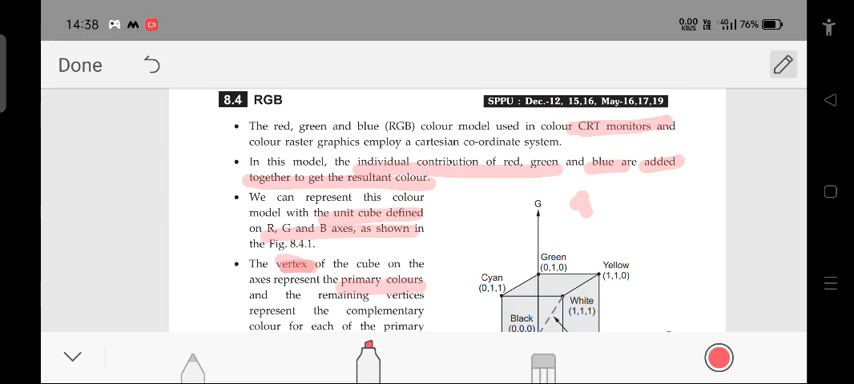 14:38
0.00 KB/S Vo LTE 4G 76%
Done
8.4 RGB
SPPU : Dec.-12, 15,16, May-16,17,19
• The red, green and blue (RGB) colour model used in colour CRT monitors and
colour raster graphics employ a cartesian co-ordinate system.
• In this model, the individual contribution of red, green and blue are added
together to get the resultant colour.
• We can represent this colour
model with the unit cube defined
on R, G and B axes, as shown in
the Fig. 8.4.1.
• The vertex of the cube on the
axes represent the primary colours
and the remaining vertices
represent the complementary
colour for each of the primary
G
Green
(0,1,0)
Yellow
(1,1,0)
Cyan
(0,1,1)
White
(1,1,1)
Black
(0,0,0)